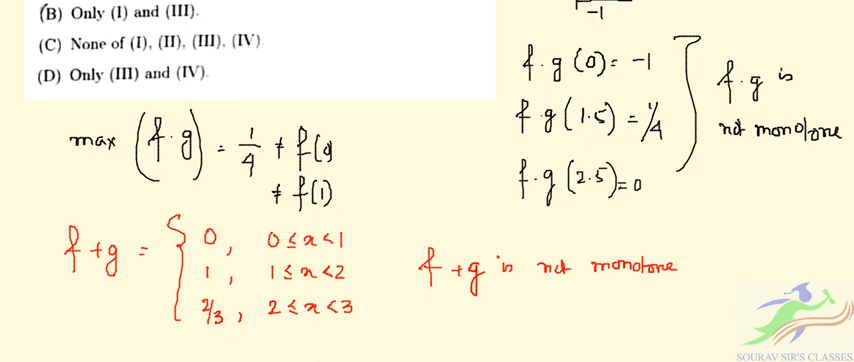 (B) Only (I) and (III).
(C) None of (I), (II), (III), (IV)
(D) Only (III) and (IV).
-1
f·g (0) = -1
f·g (1.5) = 1/4
f·g (2.5) = 0
f·g is
not monotone
max (f·g) = 1/4 ≠ f(0)
≠ f(1)
f+g = { 0, 0 ≤ x < 1
1, 1 ≤ x < 2
2/3, 2 ≤ x < 3
f+g is not monotone
SOURAV SIR'S CLASSES